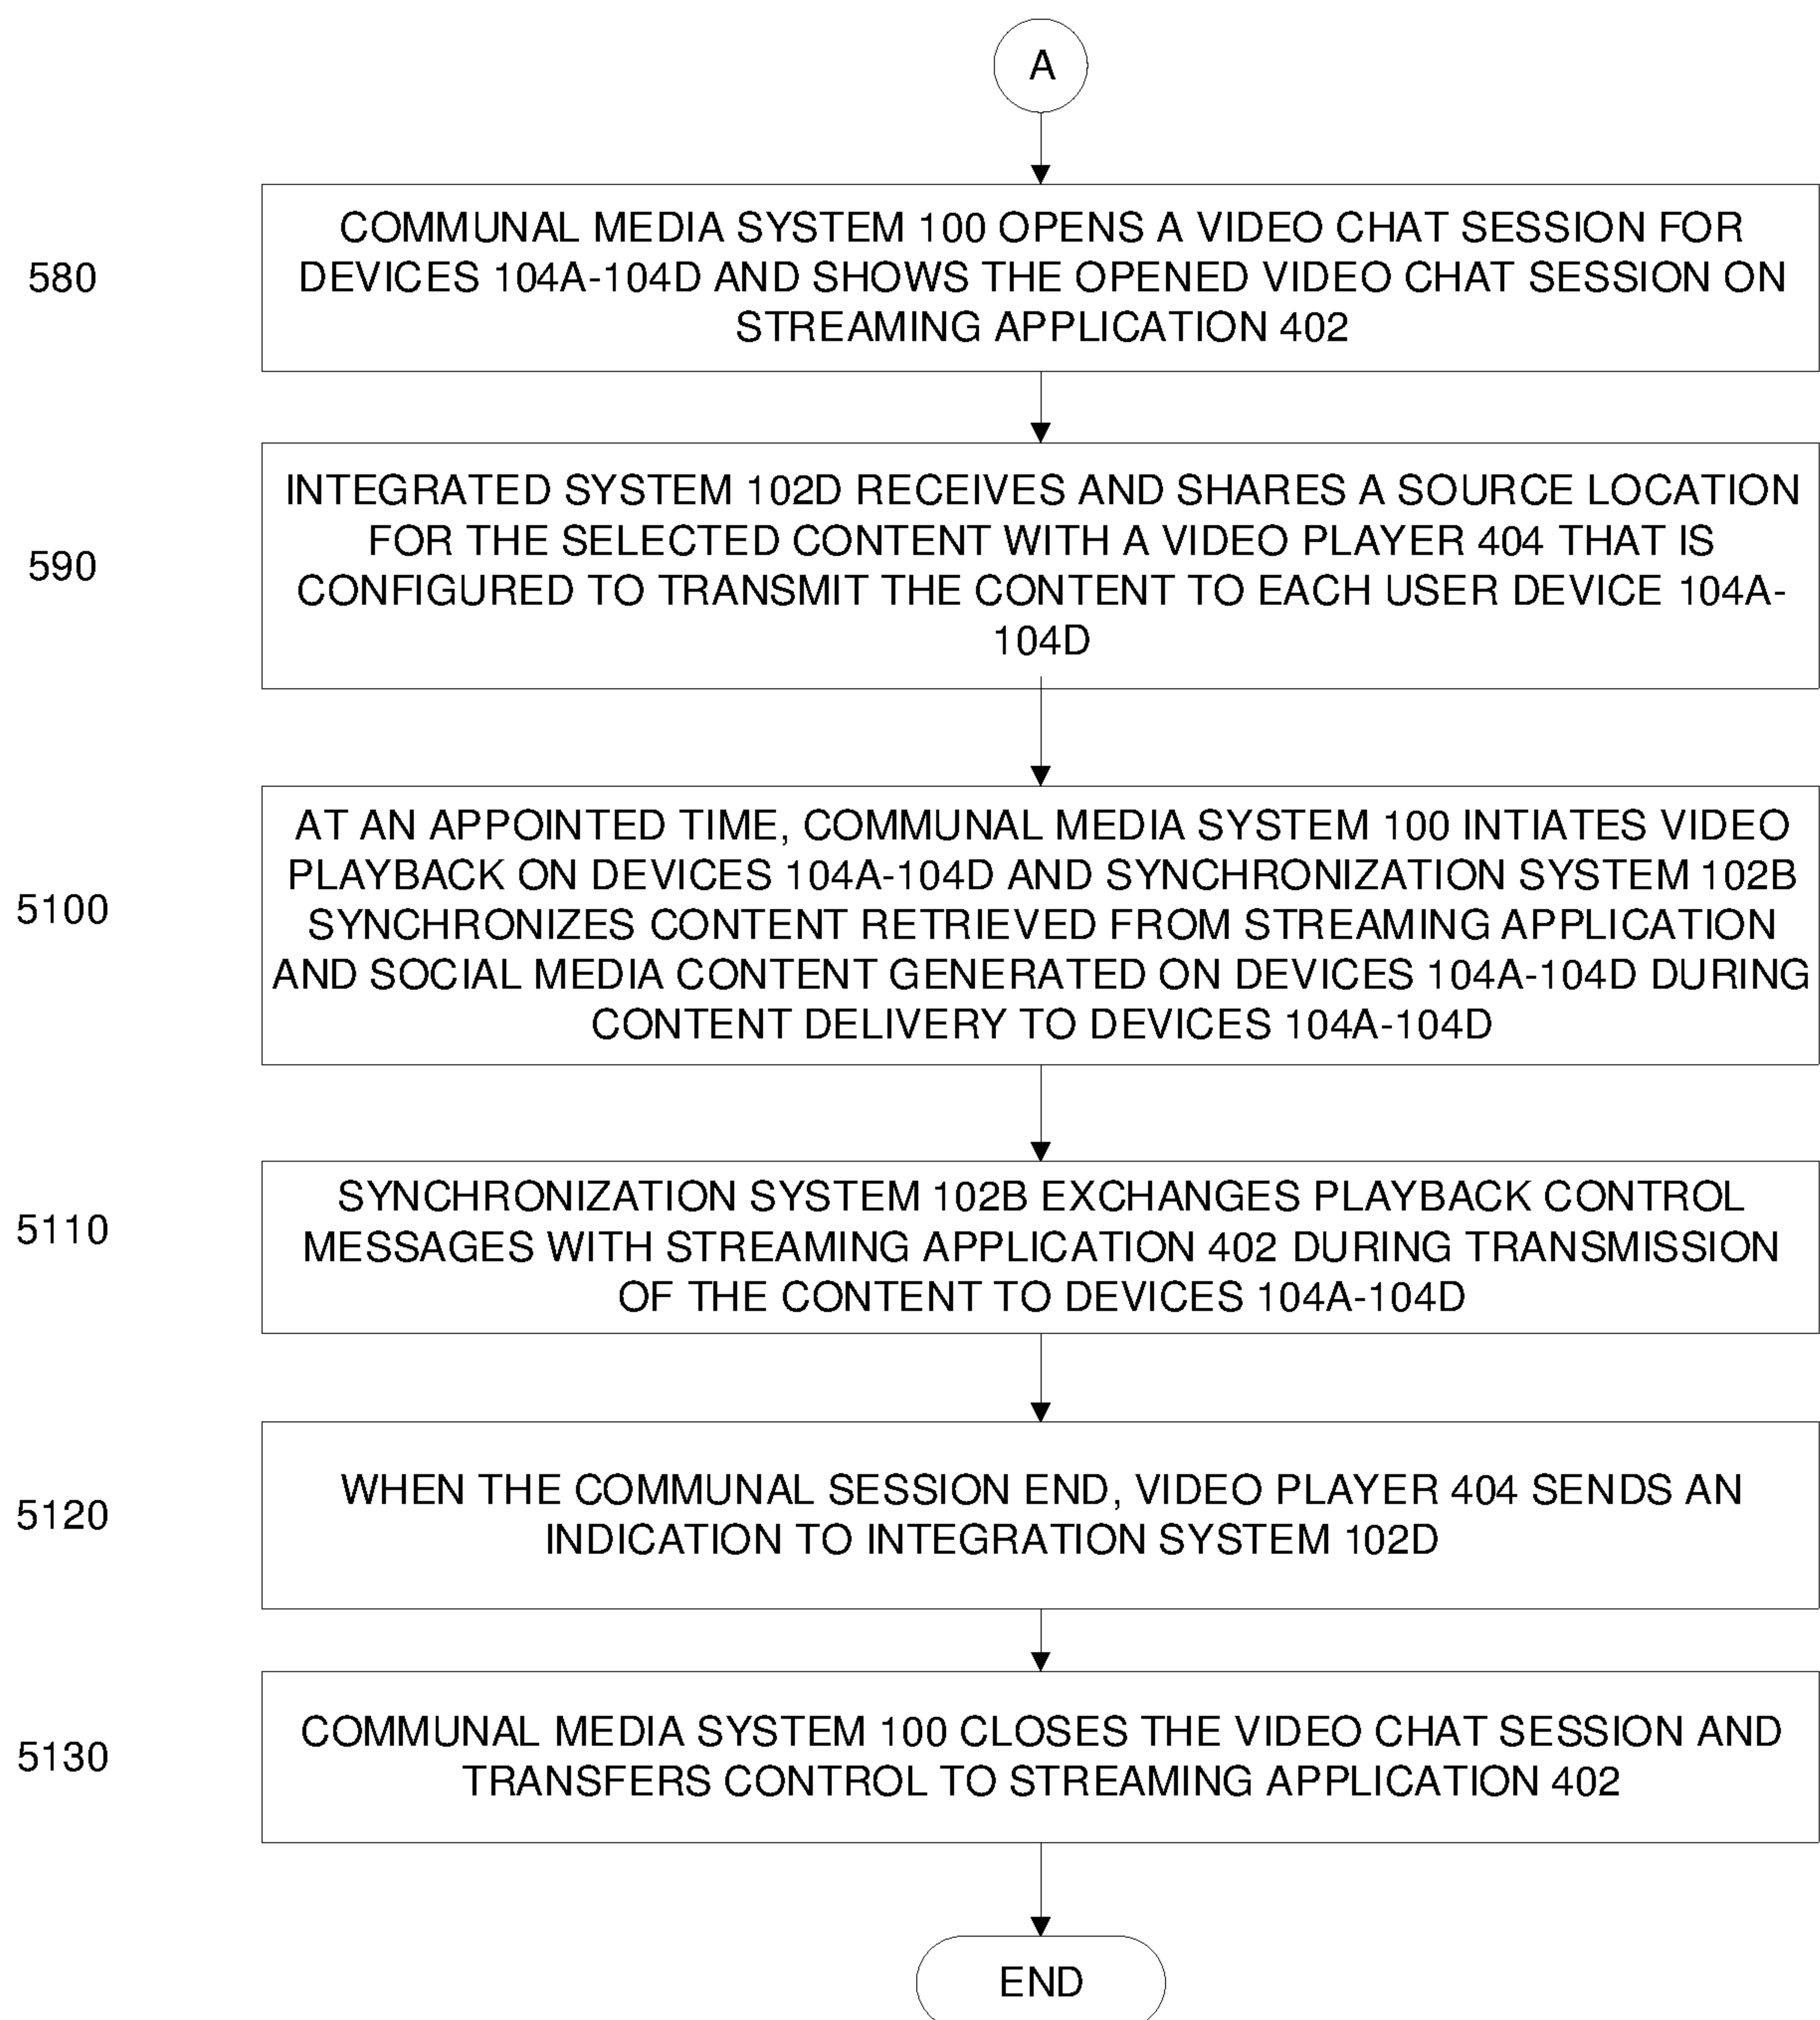 A
580
COMMUNAL MEDIA SYSTEM 100 OPENS A VIDEO CHAT SESSION FOR
DEVICES 104A-104D AND SHOWS THE OPENED VIDEO CHAT SESSION ON
STREAMING APPLICATION 402
590
INTEGRATED SYSTEM 102D RECEIVES AND SHARES A SOURCE LOCATION
FOR THE SELECTED CONTENT WITH A VIDEO PLAYER 404 THAT IS
CONFIGURED TO TRANSMIT THE CONTENT TO EACH USER DEVICE 104A-
104D
5100
AT AN APPOINTED TIME, COMMUNAL MEDIA SYSTEM 100 INTIATES VIDEO
PLAYBACK ON DEVICES 104A-104D AND SYNCHRONIZATION SYSTEM 102B
SYNCHRONIZES CONTENT RETRIEVED FROM STREAMING APPLICATION
AND SOCIAL MEDIA CONTENT GENERATED ON DEVICES 104A-104D DURING
CONTENT DELIVERY TO DEVICES 104A-104D
5110
SYNCHRONIZATION SYSTEM 102B EXCHANGES PLAYBACK CONTROL
MESSAGES WITH STREAMING APPLICATION 402 DURING TRANSMISSION
OF THE CONTENT TO DEVICES 104A-104D
5120
WHEN THE COMMUNAL SESSION END, VIDEO PLAYER 404 SENDS AN
INDICATION TO INTEGRATION SYSTEM 102D
5130
COMMUNAL MEDIA SYSTEM 100 CLOSES THE VIDEO CHAT SESSION AND
TRANSFERS CONTROL TO STREAMING APPLICATION 402
END